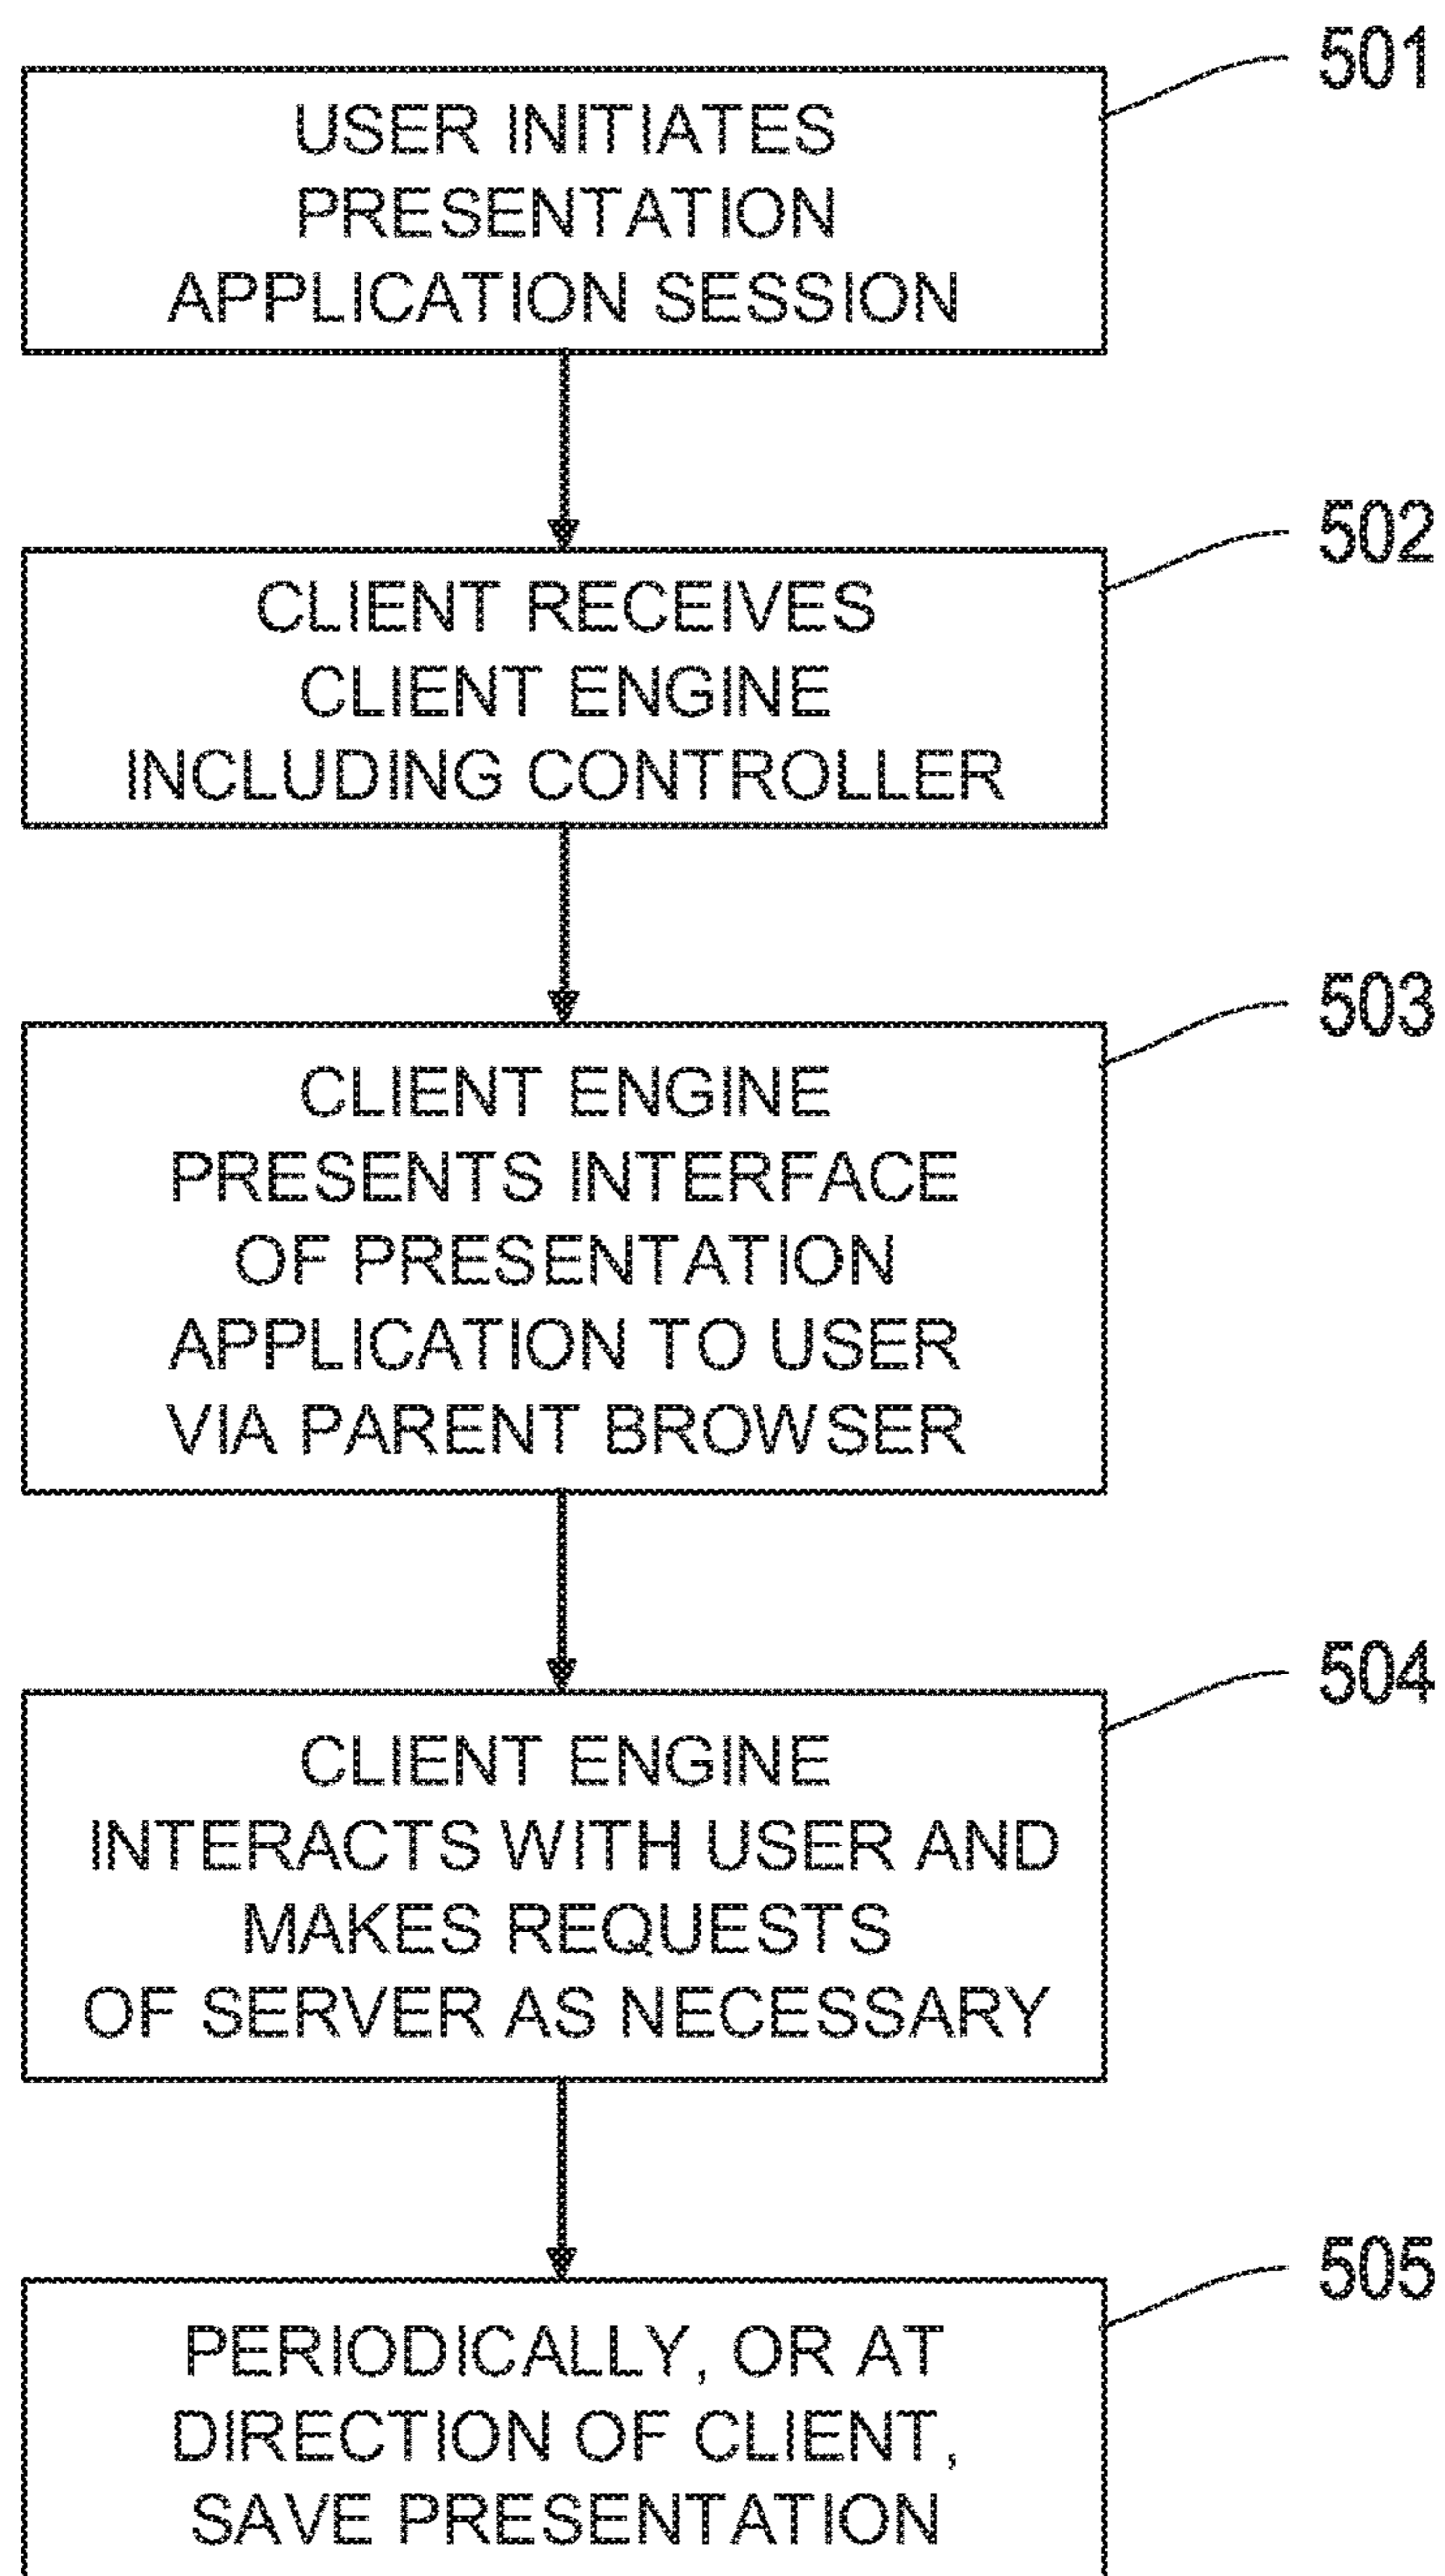 501
USER INITIATES
PRESENTATION
APPLICATION SESSION
502
CLIENT RECEIVES
CLIENT ENGINE
INCLUDING CONTROLLER
503
CLIENT ENGINE
PRESENTS INTERFACE
OF PRESENTATION
APPLICATION TO USER
VIA PARENT BROWSER
504
CLIENT ENGINE
INTERACTS WITH USER AND
MAKES REQUESTS
OF SERVER AS NECESSARY
505
PERIODICALLY, OR AT
DIRECTION OF CLIENT,
SAVE PRESENTATION